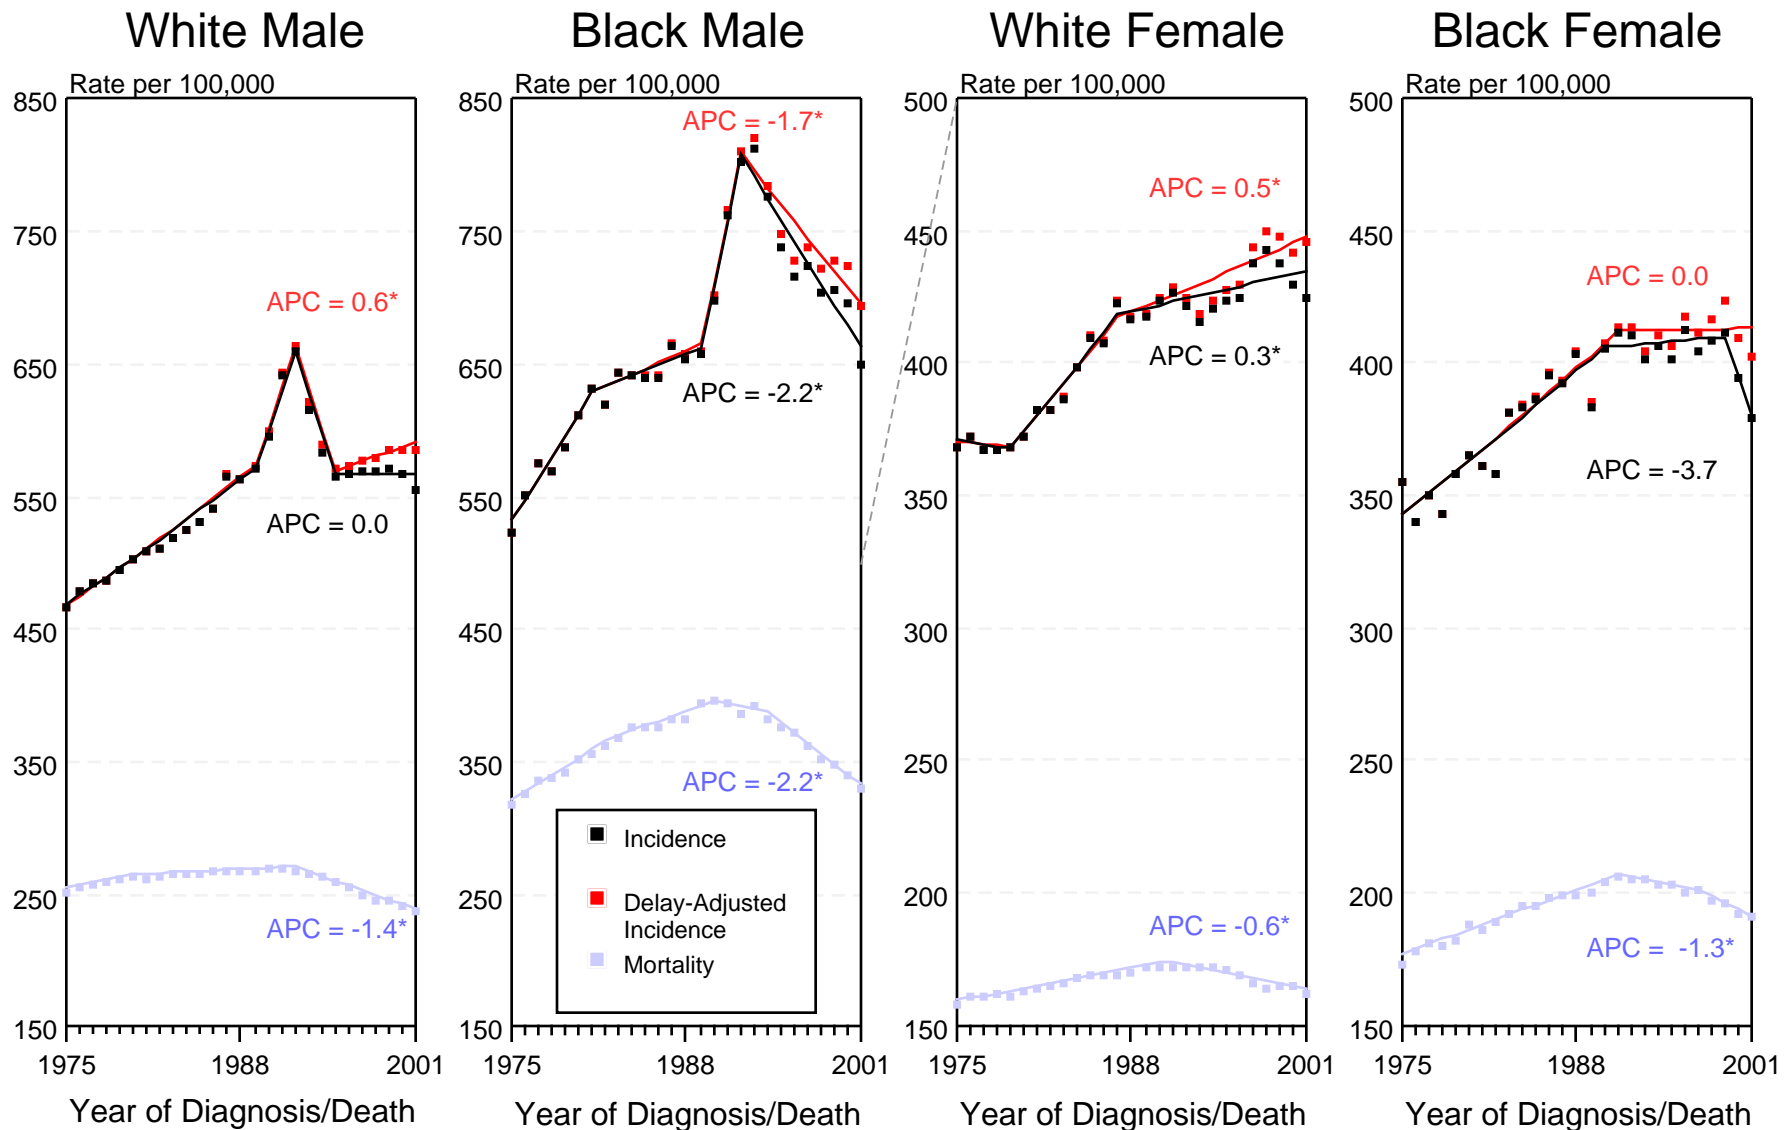 White Male
Black Male
White Female
Black Female
Rate per 100,000
850
750
650
550
450
350
250
150
APC = 0.6*
APC = 0.0
APC = -1.4*
1975
1988
2001
Year of Diagnosis/Death
Rate per 100,000
850
750
650
550
450
350
250
150
APC = -1.7*
APC = -2.2*
APC = -2.2*
Incidence
Delay-Adjusted
Incidence
Mortality
1975
1988
2001
Year of Diagnosis/Death
Rate per 100,000
500
450
400
350
300
250
200
150
APC = 0.5*
APC = 0.3*
APC = -0.6*
1975
1988
2001
Year of Diagnosis/Death
Rate per 100,000
500
450
400
350
300
250
200
150
APC = 0.0
APC = -3.7
APC = -1.3*
1975
1988
2001
Year of Diagnosis/Death